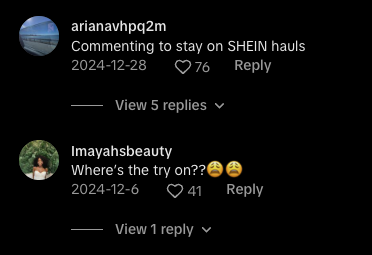 arianavhpq2m
Commenting to stay on SHEIN hauls
2024-12-28 76 Reply
View 5 replies
Imayahsbeauty
Where's the try on??😩😩
2024-12-6 41 Reply
View 1 reply